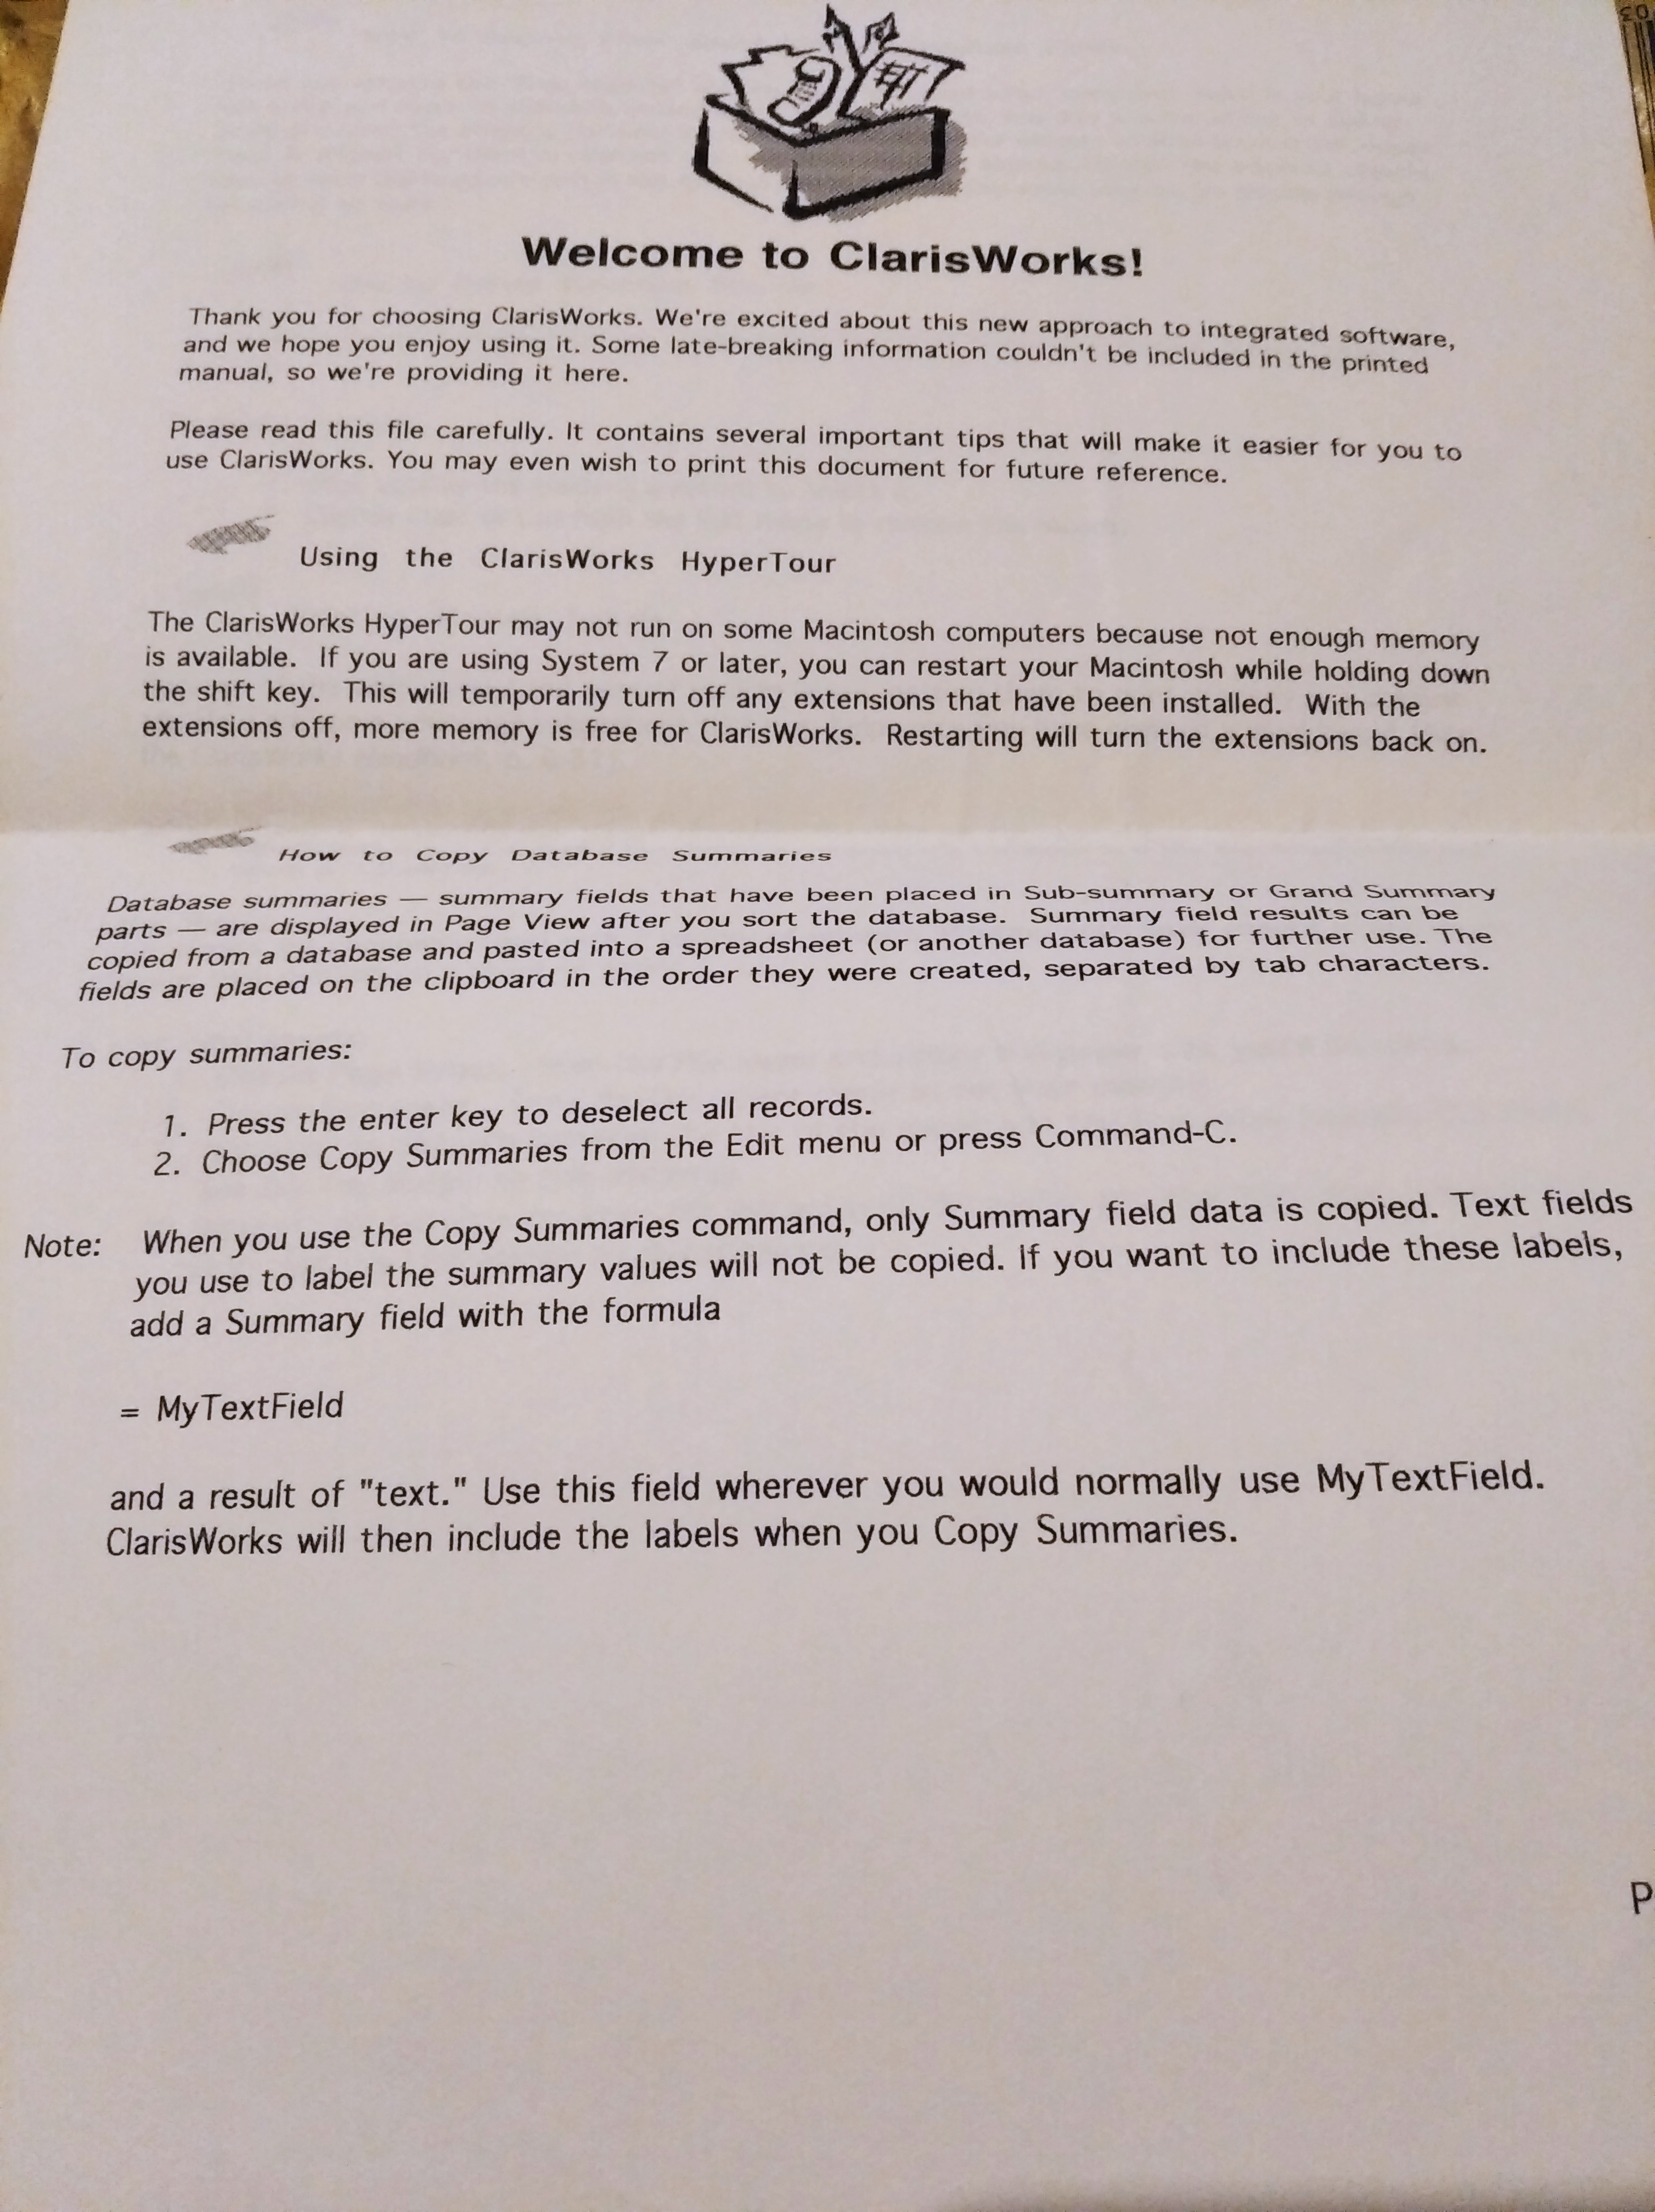 Welcome to ClarisWorks!
Thank you for choosing ClarisWorks. We're excited about this new approach to integrated software,
and we hope you enjoy using it. Some late-breaking information couldn't be included in the printed
manual, so we're providing it here.
Please read this file carefully. It contains several important tips that will make it easier for you to
use ClarisWorks. You may even wish to print this document for future reference.
Using the ClarisWorks HyperTour
The ClarisWorks HyperTour may not run on some Macintosh computers because not enough memory
is available. If you are using System 7 or later, you can restart your Macintosh while holding down
the shift key. This will temporarily turn off any extensions that have been installed. With the
extensions off, more memory is free for ClarisWorks. Restarting will turn the extensions back on.
How to Copy Database Summaries
Database summaries — summary fields that have been placed in Sub-summary or Grand Summary
parts — are displayed in Page View after you sort the database. Summary field results can be
copied from a database and pasted into a spreadsheet (or another database) for further use. The
fields are placed on the clipboard in the order they were created, separated by tab characters.
To copy summaries:
1. Press the enter key to deselect all records.
2. Choose Copy Summaries from the Edit menu or press Command-C.
Note: When you use the Copy Summaries command, only Summary field data is copied. Text fields
you use to label the summary values will not be copied. If you want to include these labels,
add a Summary field with the formula
= MyTextField
and a result of "text." Use this field wherever you would normally use MyTextField.
ClarisWorks will then include the labels when you Copy Summaries.
P